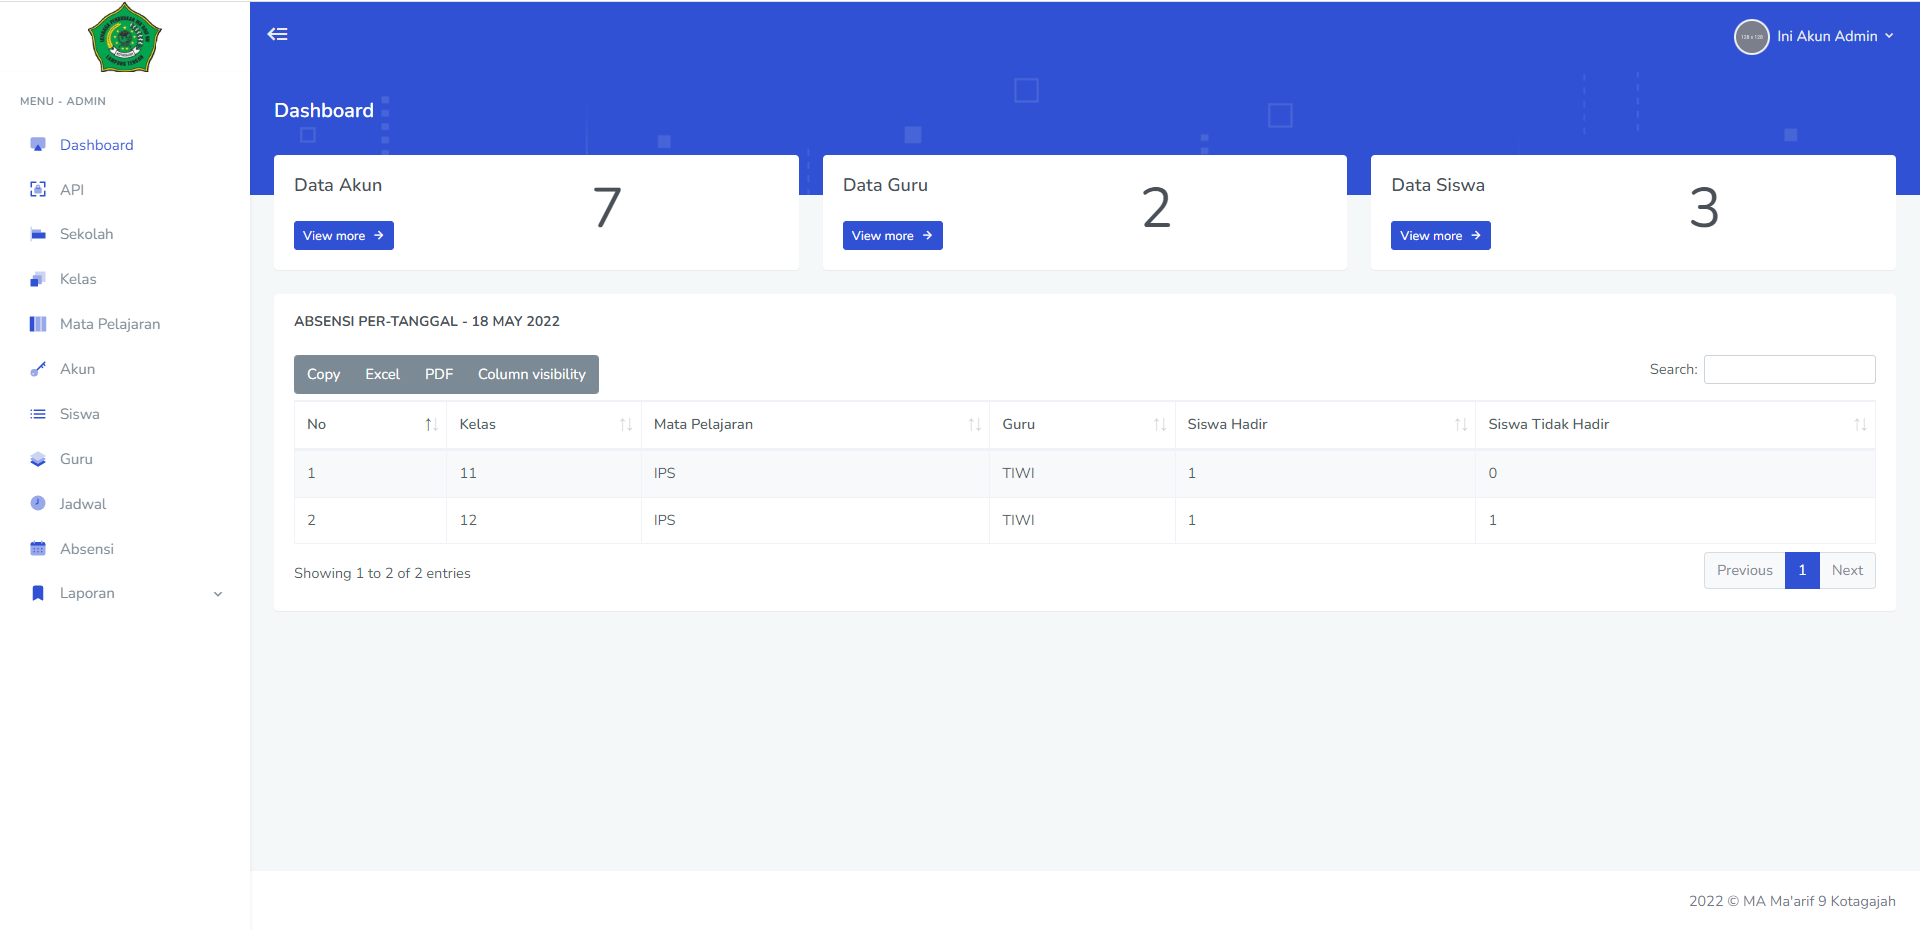 Ini Akun Admin
MENU - ADMIN
Dashboard
API
Sekolah
Kelas
Mata Pelajaran
Akun
Siswa
Guru
Jadwal
Absensi
Laporan
Dashboard
Data Akun
7
View more
Data Guru
2
View more
Data Siswa
3
View more
ABSENSI PER-TANGGAL - 18 MAY 2022
Copy Excel PDF Column visibility
Search:
No Kelas Mata Pelajaran Guru Siswa Hadir Siswa Tidak Hadir
1 11 IPS TIWI 1 0
2 12 IPS TIWI 1 1
Showing 1 to 2 of 2 entries
Previous 1 Next
2022 © MA Ma'arif 9 Kotagajah